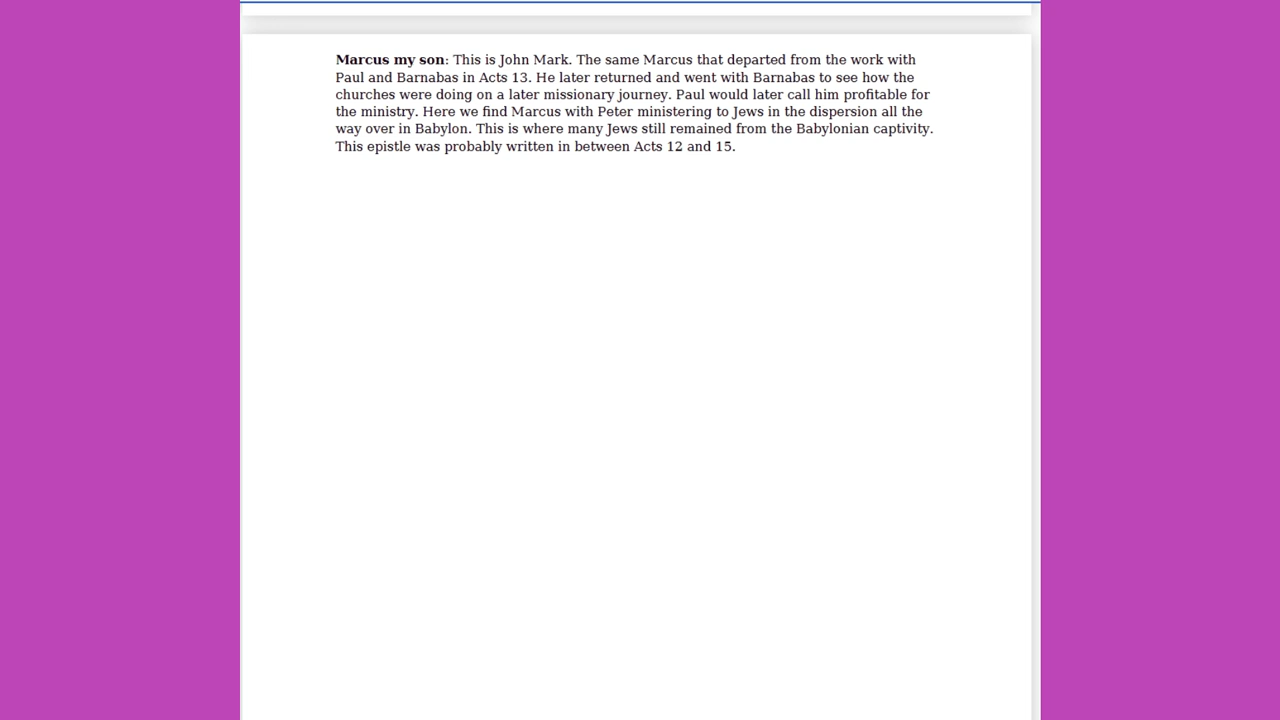 Marcus my son: This is John Mark. The same Marcus that departed from the work with
Paul and Barnabas in Acts 13. He later returned and went with Barnabas to see how the
churches were doing on a later missionary journey. Paul would later call him profitable for
the ministry. Here we find Marcus with Peter ministering to Jews in the dispersion all the
way over in Babylon. This is where many Jews still remained from the Babylonian captivity.
This epistle was probably written in between Acts 12 and 15.